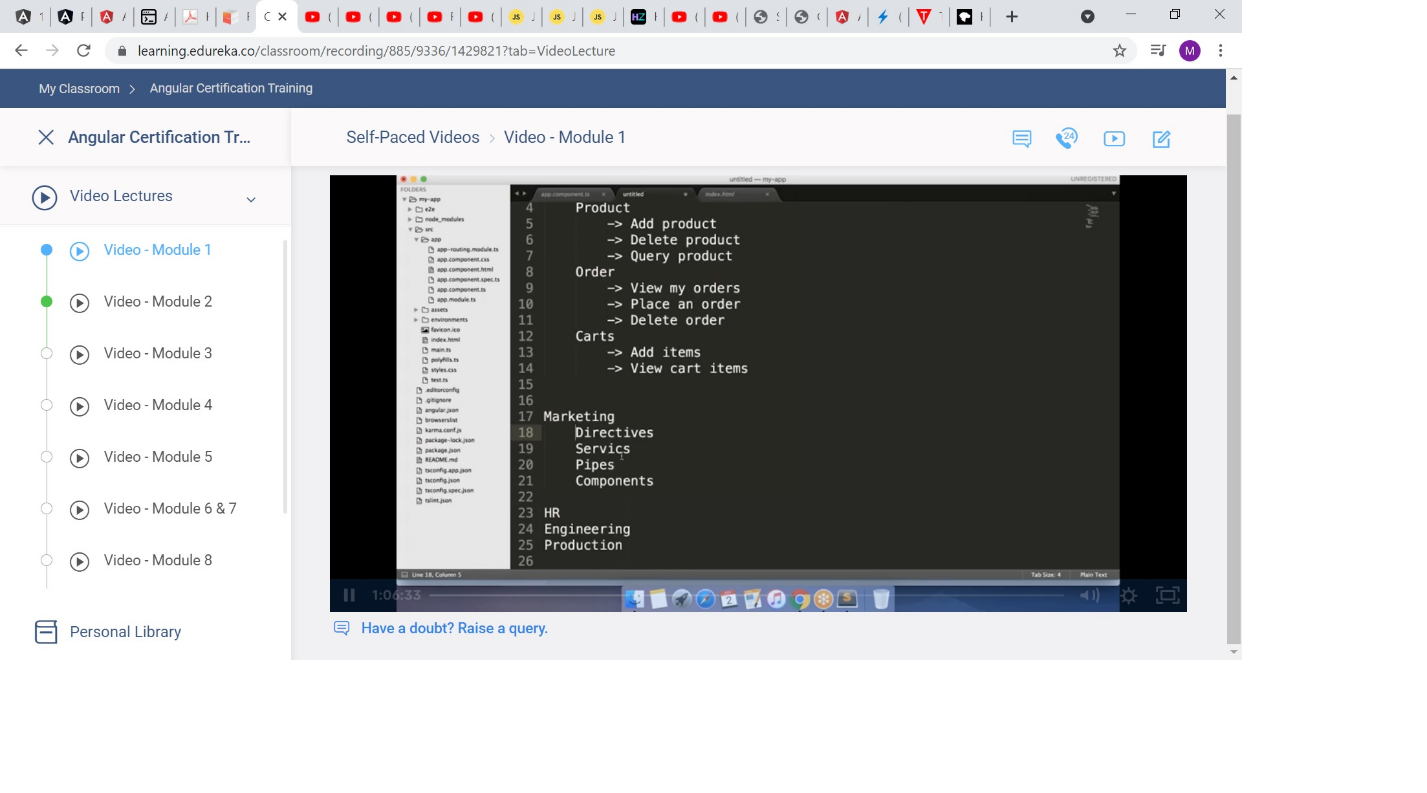 learning.edureka.co/classroom/recording/885/9336/1429821?tab=VideoLecture
M
My Classroom > Angular Certification Training
Angular Certification Tr...
Self-Paced Videos > Video - Module 1
24
Video Lectures
Video - Module 1
Video - Module 2
Video - Module 3
Video - Module 4
Video - Module 5
Video - Module 6 & 7
Video - Module 8
Personal Library
untitled — my-app
UNREGISTERED
FOLDERS
my-app
e2e
node_modules
src
app
app-routing.module.ts
app.component.css
app.component.html
app.component.spec.ts
app.component.ts
app.module.ts
assets
environments
favicon.ico
index.html
main.ts
polyfills.ts
styles.css
test.ts
.editorconfig
.gitignore
angular.json
browserslist
karma.conf.js
package-lock.json
package.json
README.md
tsconfig.app.json
tsconfig.json
tsconfig.spec.json
tslint.json
app.component.ts
untitled
index.html
4 Product
5 -> Add product
6 -> Delete product
7 -> Query product
8 Order
9 -> View my orders
10 -> Place an order
11 -> Delete order
12 Carts
13 -> Add items
14 -> View cart items
15
16
17 Marketing
18 Directives
19 Servics
20 Pipes
21 Components
22
23 HR
24 Engineering
25 Production
26
Line 18, Column 5
Tab Size: 4
Plain Text
1:06:33
Have a doubt? Raise a query.